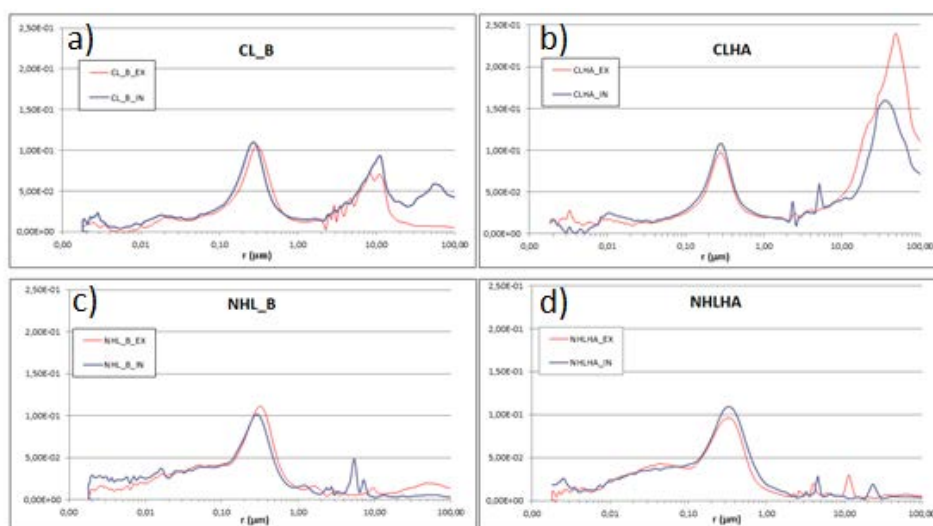 a)
CL_B
2,50E-01
2,00E-01
1,50E-01
1,00E-01
5,00E-02
0,00E+00
CL_B_EX
CL_B_IN
0,00 0,01 0,10 1,00 10,00 100,00
r (µm)
b)
CLHA
2,50E-01
2,00E-01
1,50E-01
1,00E-01
5,00E-02
0,00E+00
CLHA_EX
CLHA_IN
0,00 0,01 0,10 1,00 10,00 100,00
r (µm)
c)
NHL_B
2,50E-01
2,00E-01
1,50E-01
1,00E-01
5,00E-02
0,00E+00
NHL_B_EX
NHL_B_IN
0,00 0,01 0,10 1,00 10,00 100,00
r (µm)
d)
NHLHA
2,50E-01
2,00E-01
1,50E-01
1,00E-01
5,00E-02
0,00E+00
NHLHA_EX
NHLHA_IN
0,00 0,01 0,10 1,00 10,00 100,00
r (µm)